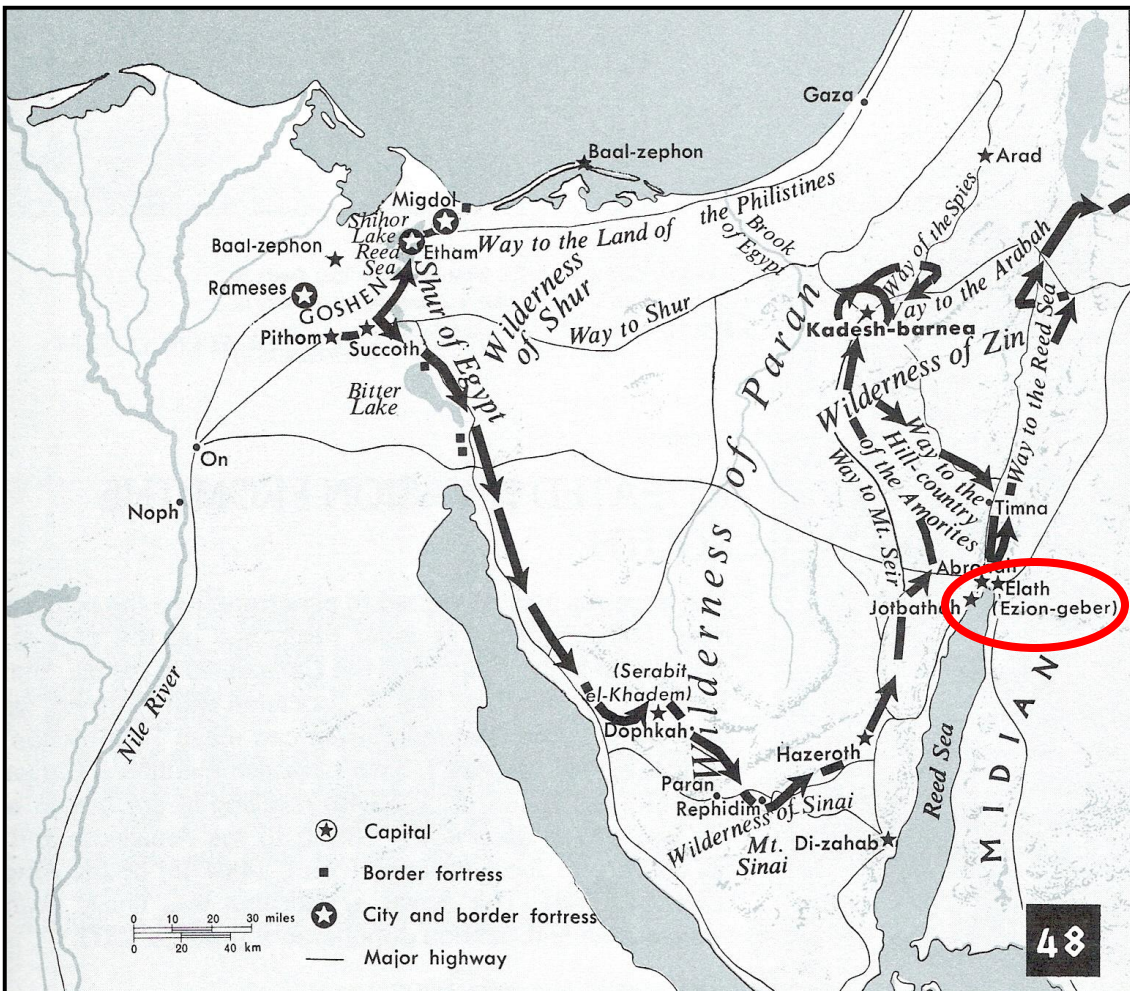 Gaza
Baal-zephon
Arad
Migdol
Shihor
Lake
Reed
Sea
Etham
Way to the Land of the Philistines
Brook
of Egypt
Way of the Spies
Way to the Arabah
Baal-zephon
Rameses
GOSHEN
Pithom
Succoth
Shur of Egypt
Wilderness
of Shur
Way to Shur
Kadesh-barnea
Wilderness of Zin
Way to the Reed Sea
Bitter
Lake
Wilderness of Paran
Way to the
Hill-country
of the Amorites
Way to Mt. Seir
On
Noph
Timna
Abronah
Elath
(Ezion-geber)
Jotbathah
Nile River
(Serabit
el-Khadem)
Dophkah
Hazeroth
Paran
Rephidim
Wilderness of Sinai
Mt.
Sinai
Di-zahab
Reed Sea
MIDIAN
Capital
Border fortress
City and border fortress
Major highway
0 10 20 30 miles
0 20 40 km
48